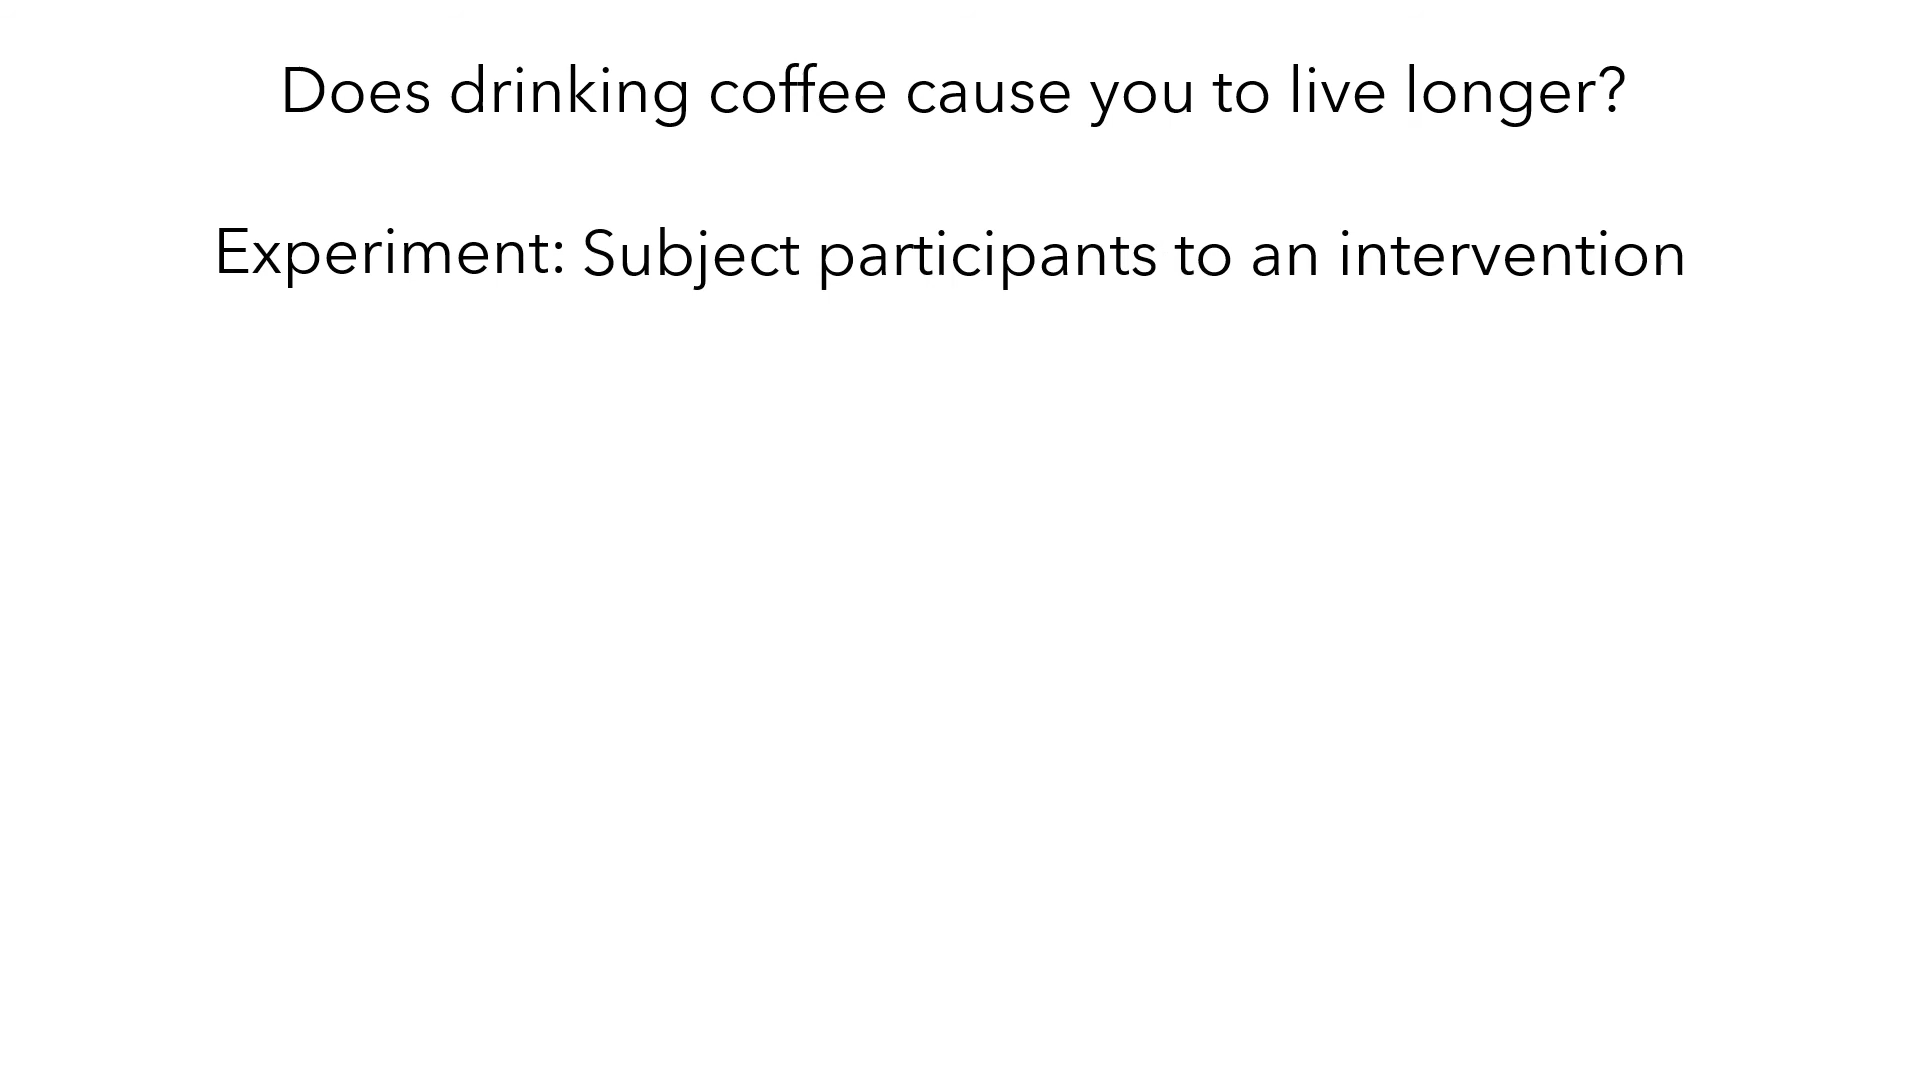 Does drinking coffee cause you to live longer?
Experiment: Subject participants to an intervention